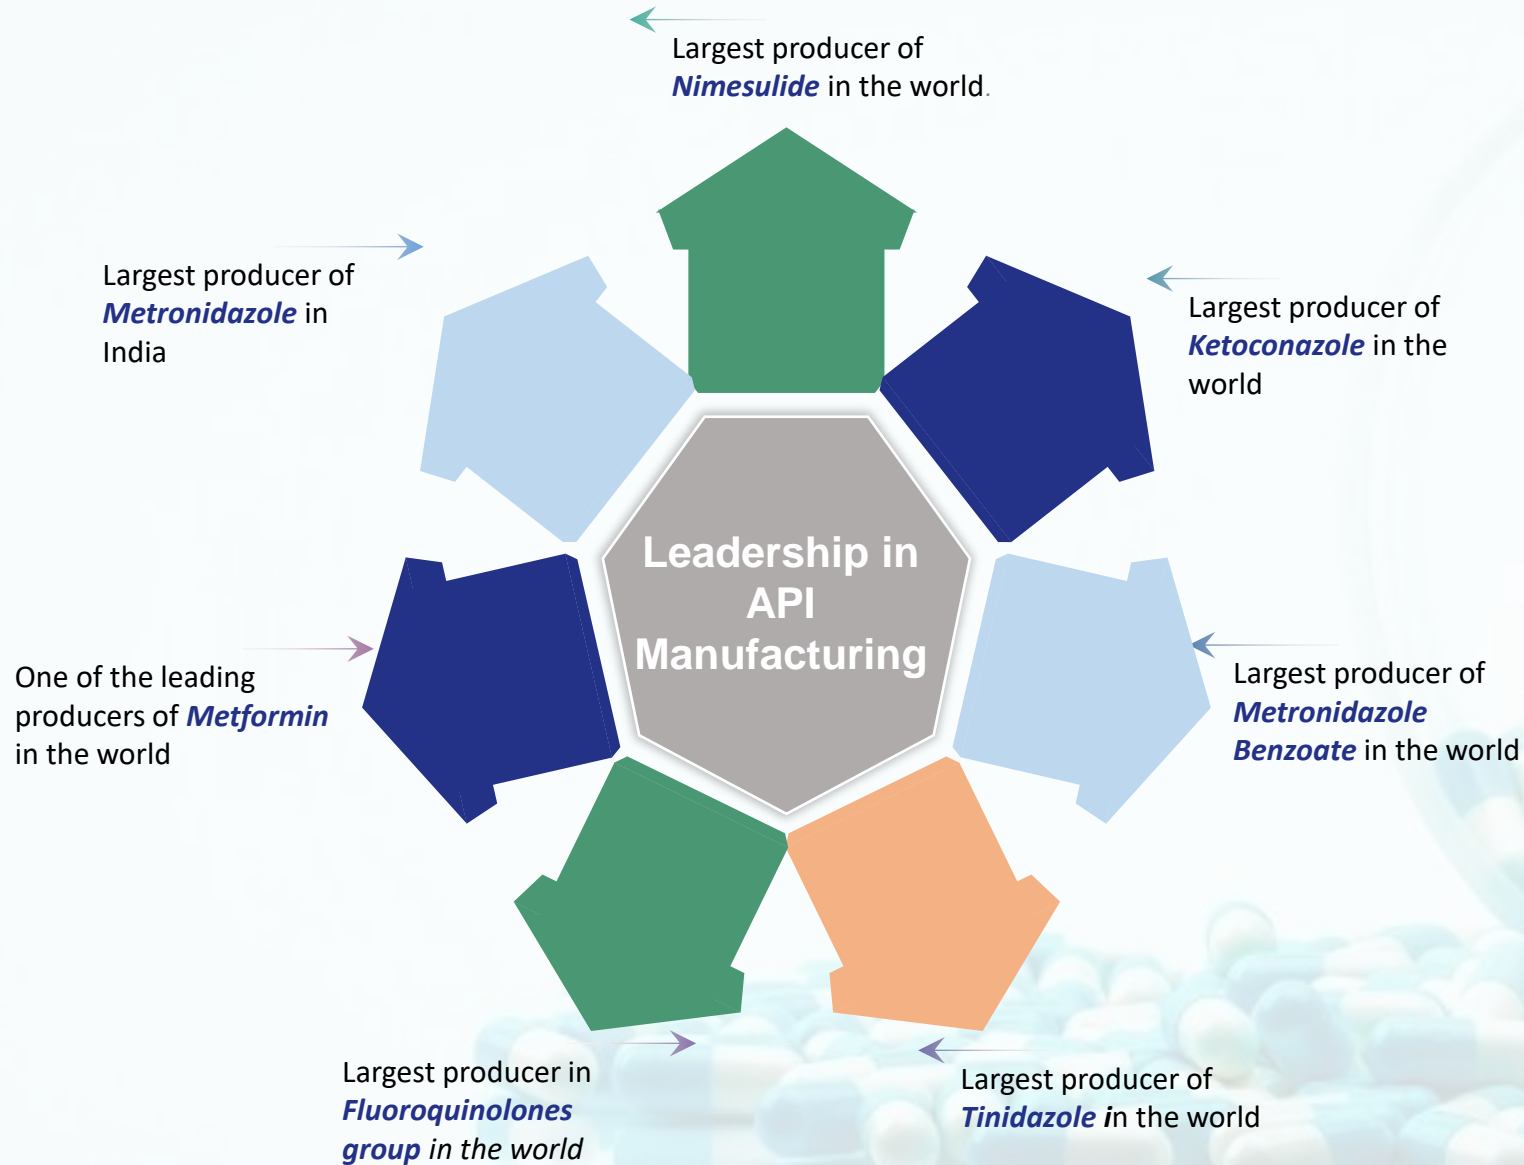 Largest producer of
Nimesulide in the world.
Largest producer of
Metronidazole in
India
Largest producer of
Ketoconazole in the
world
Leadership in
API
Manufacturing
One of the leading
producers of Metformin
in the world
Largest producer of
Metronidazole
Benzoate in the world
Largest producer in
Fluoroquinolones
group in the world
Largest producer of
Tinidazole in the world